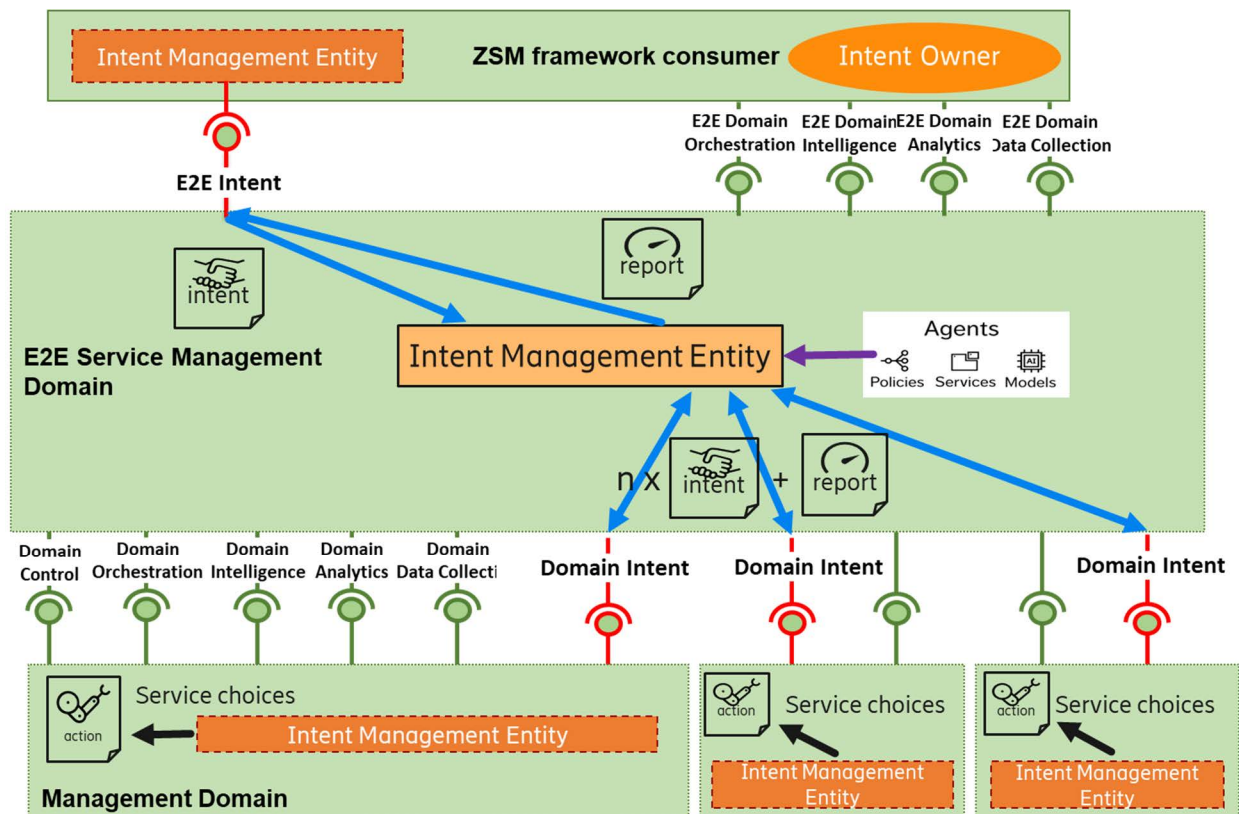 Intent Management Entity
ZSM framework consumer
Intent Owner
E2E Domain
Orchestration
E2E Domain
Intelligence
E2E Domain
Analytics
E2E Domain
Data Collection
E2E Intent
intent
report
E2E Service Management
Domain
Intent Management Entity
Agents
Policies
Services
AI
Models
n x
intent
+
report
Domain
Control
Domain
Orchestration
Domain
Intelligence
Domain
Analytics
Domain
Data Collecti
Domain Intent
Domain Intent
Domain Intent
action
Service choices
Intent Management Entity
Management Domain
action
Service choices
Intent Management
Entity
action
Service choices
Intent Management
Entity